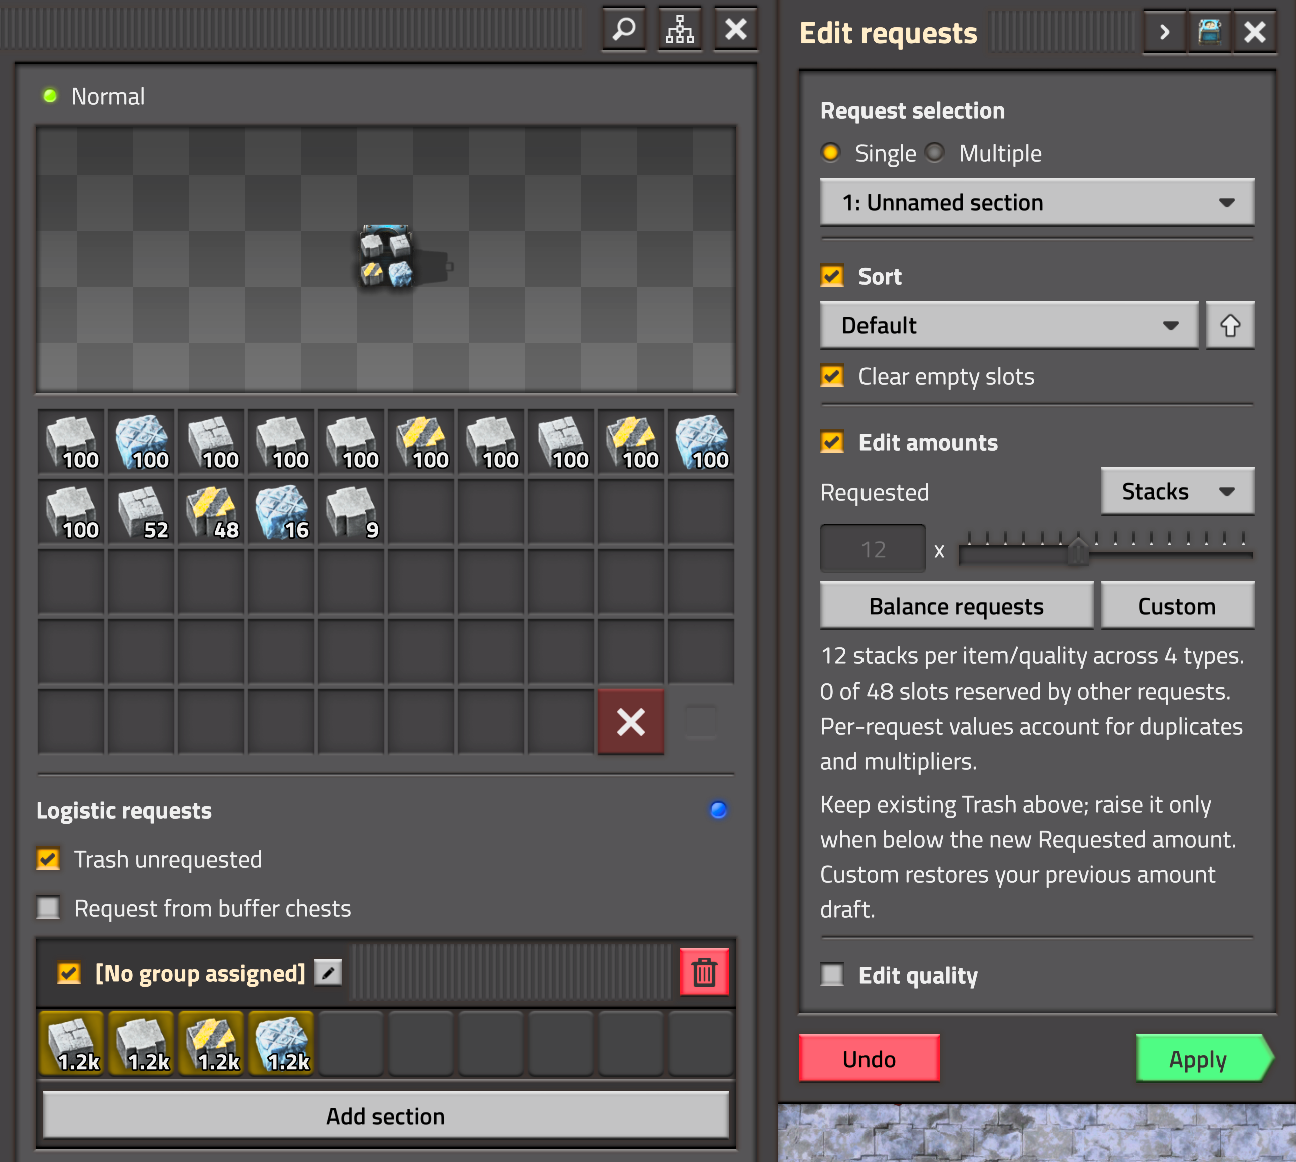 Normal
100 100 100 100 100 100 100 100 100 100
100 52 48 16 9
Logistic requests
Trash unrequested
Request from buffer chests
[No group assigned]
1.2k 1.2k 1.2k 1.2k
Add section
Edit requests
Request selection
Single Multiple
1: Unnamed section
Sort
Default
Clear empty slots
Edit amounts
Requested Stacks
12 x
Balance requests Custom
12 stacks per item/quality across 4 types.
0 of 48 slots reserved by other requests.
Per-request values account for duplicates
and multipliers.
Keep existing Trash above; raise it only
when below the new Requested amount.
Custom restores your previous amount
draft.
Edit quality
Undo Apply